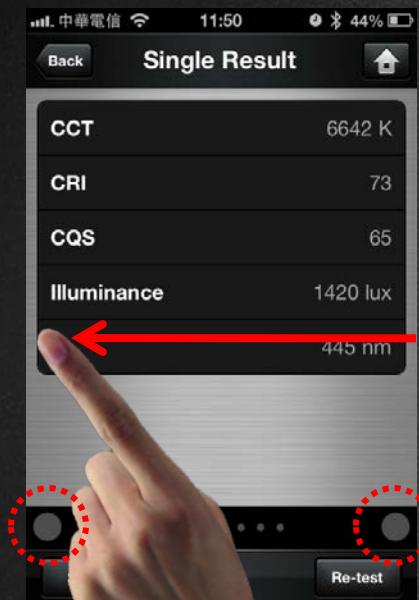 中華電信 11:50 44%
Back Single Result
CCT 6642 K
CRI 73
CQS 65
Illuminance 1420 lux
445 nm
Re-test